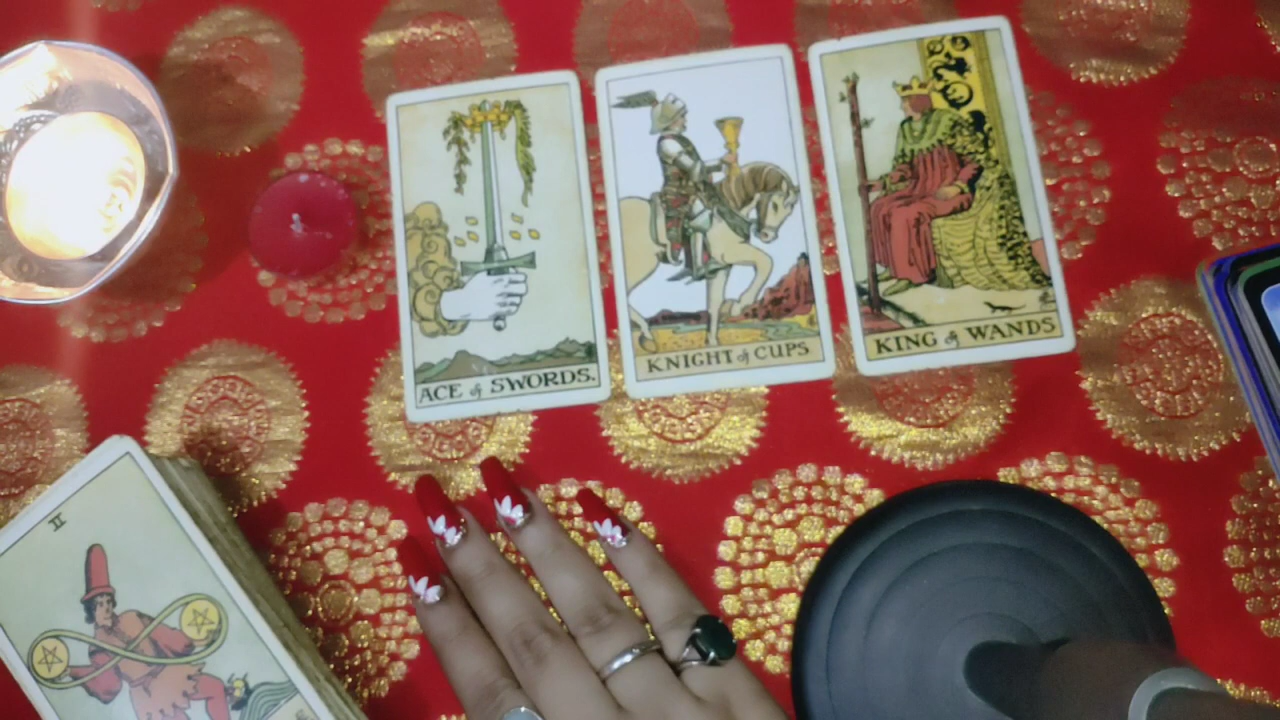 ACE of SWORDS.
KNIGHT of CUPS.
KING of WANDS
II